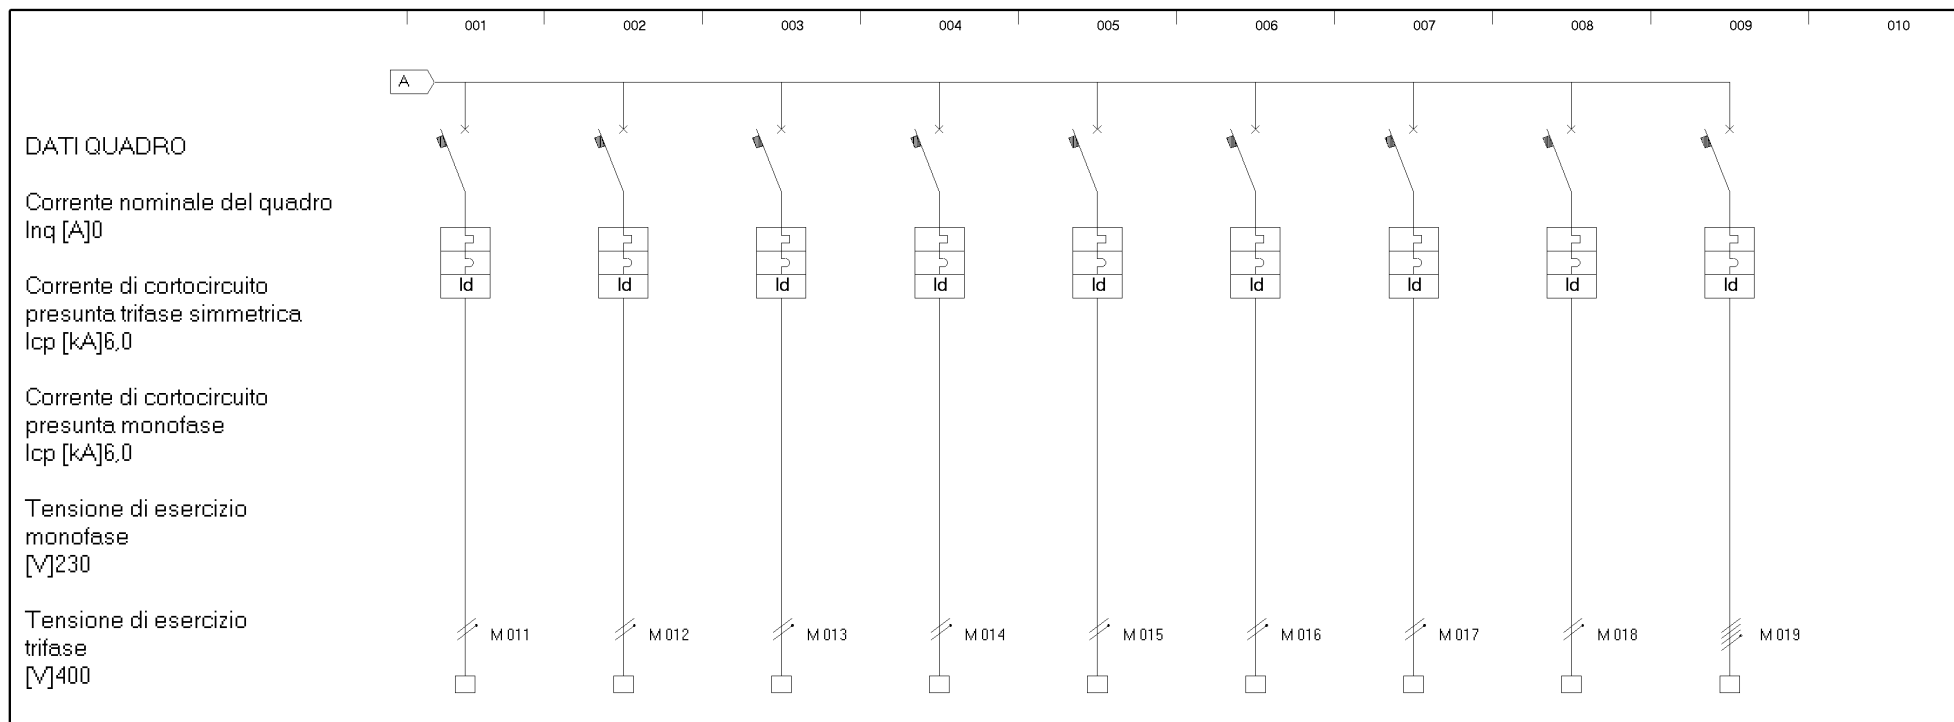 001 002 003 004 005 006 007 008 009 010
A
DATI QUADRO
Corrente nominale del quadro
Inq [A]0
Corrente di cortocircuito
presunta trifase simmetrica
Icp [kA]6,0
Corrente di cortocircuito
presunta monofase
Icp [kA]6,0
Tensione di esercizio
monofase
[V]230
Tensione di esercizio
trifase
[V]400
Id Id Id Id Id Id Id Id Id
M 011 M 012 M 013 M 014 M 015 M 016 M 017 M 018 M 019